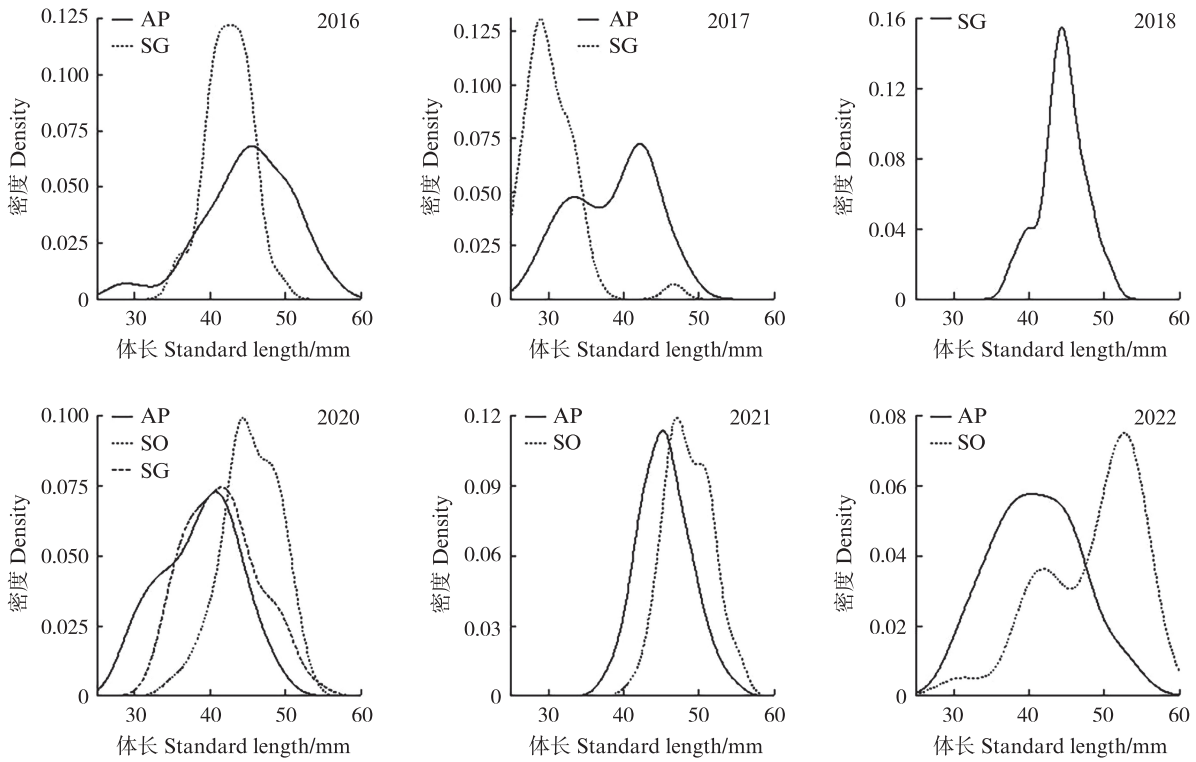 0.125
0.100
0.075
0.050
0.025
0
AP
SG
2016
密度 Density
30
40
50
60
体长 Standard length/mm
0.125
0.100
0.075
0.050
0.025
0
AP
SG
2017
密度 Density
30
40
50
60
体长 Standard length/mm
0.16
0.12
0.08
0.04
0
SG
2018
密度 Density
30
40
50
60
体长 Standard length/mm
0.100
0.075
0.050
0.025
0
AP
SO
SG
2020
密度 Density
30
40
50
60
体长 Standard length/mm
0.12
0.09
0.06
0.03
0
AP
SO
2021
密度 Density
30
40
50
60
体长 Standard length/mm
0.08
0.06
0.04
0.02
0
AP
SO
2022
密度 Density
30
40
50
60
体长 Standard length/mm